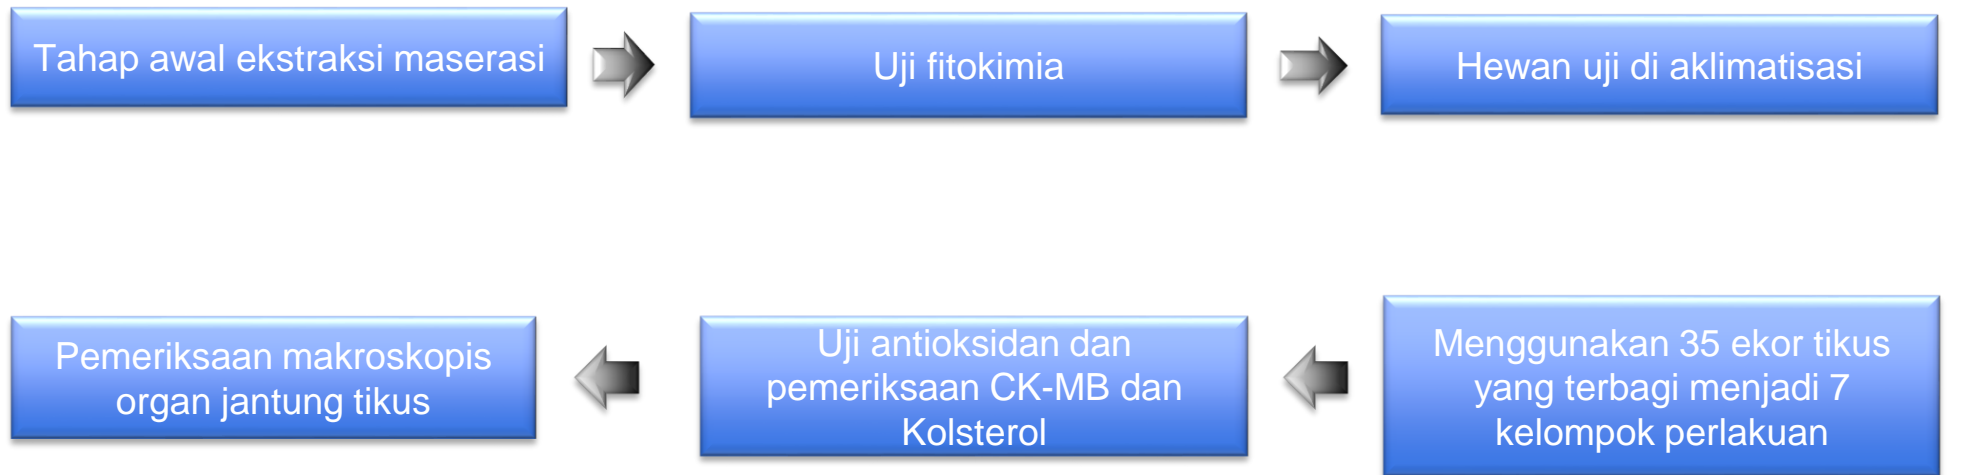 Tahap awal ekstraksi maserasi
Uji fitokimia
Hewan uji di aklimatisasi
Menggunakan 35 ekor tikus
yang terbagi menjadi 7
kelompok perlakuan
Uji antioksidan dan
pemeriksaan CK-MB dan
Kolsterol
Pemeriksaan makroskopis
organ jantung tikus